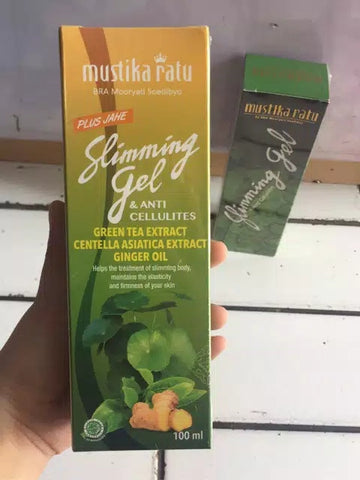 mustika ratu
BRA Mooryati Soedibyo
PLUS JAHE
Slimming
gel
& ANTI
CELLULITES
GREEN TEA EXTRACT
CENTELLA ASIATICA EXTRACT
GINGER OIL
Helps the treatment of slimming body,
maintains the elasticity
and firmness of your skin
100 ml
mustika ratu
Slimming Gel